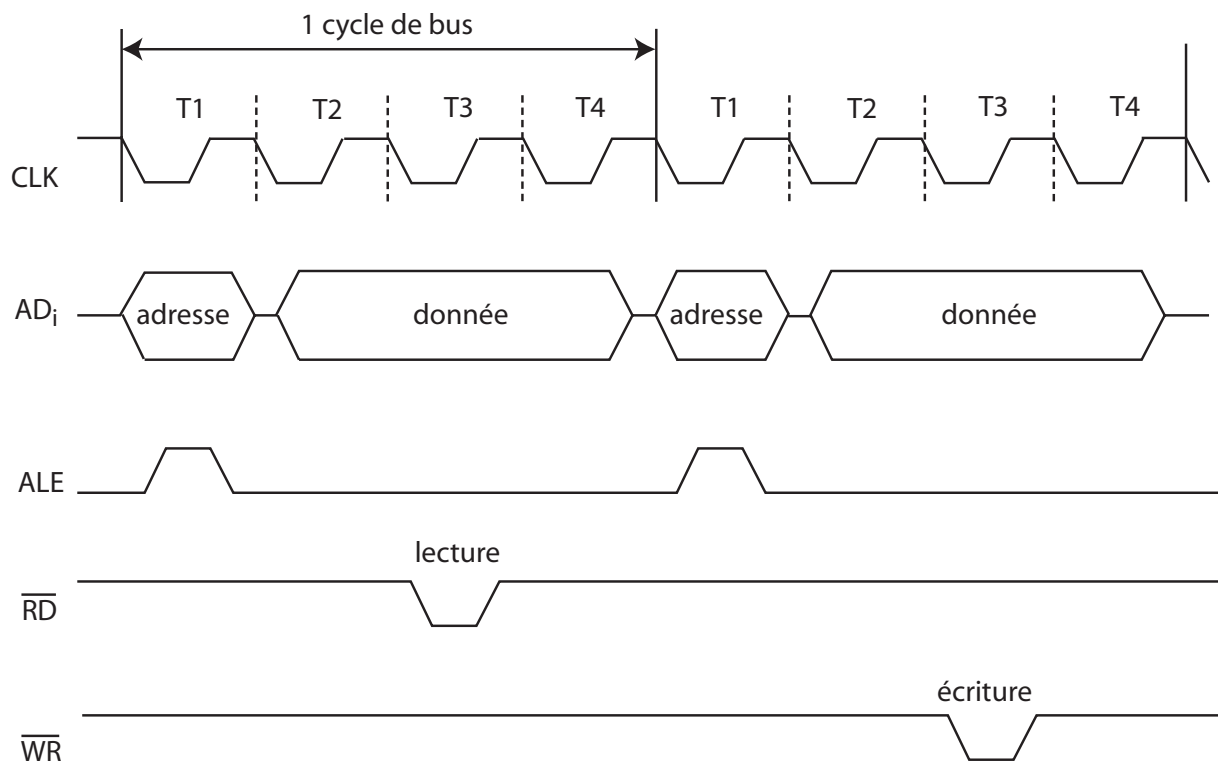 1 cycle de bus
T1 T2 T3 T4 T1 T2 T3 T4
CLK
ADi adresse donnée adresse donnée
ALE
lecture
RD
écriture
WR